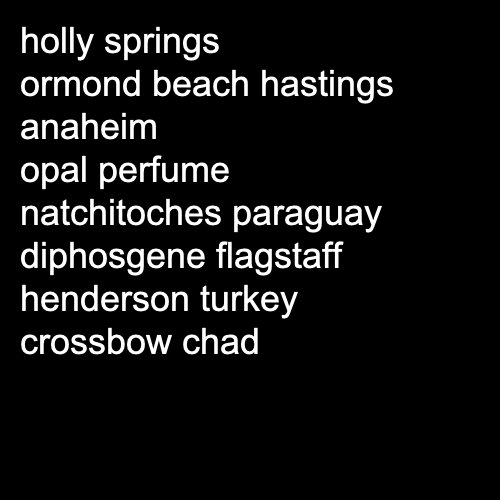 holly springs
ormond beach hastings
anaheim
opal perfume
natchitoches paraguay
diphosgene flagstaff
henderson turkey
crossbow chad